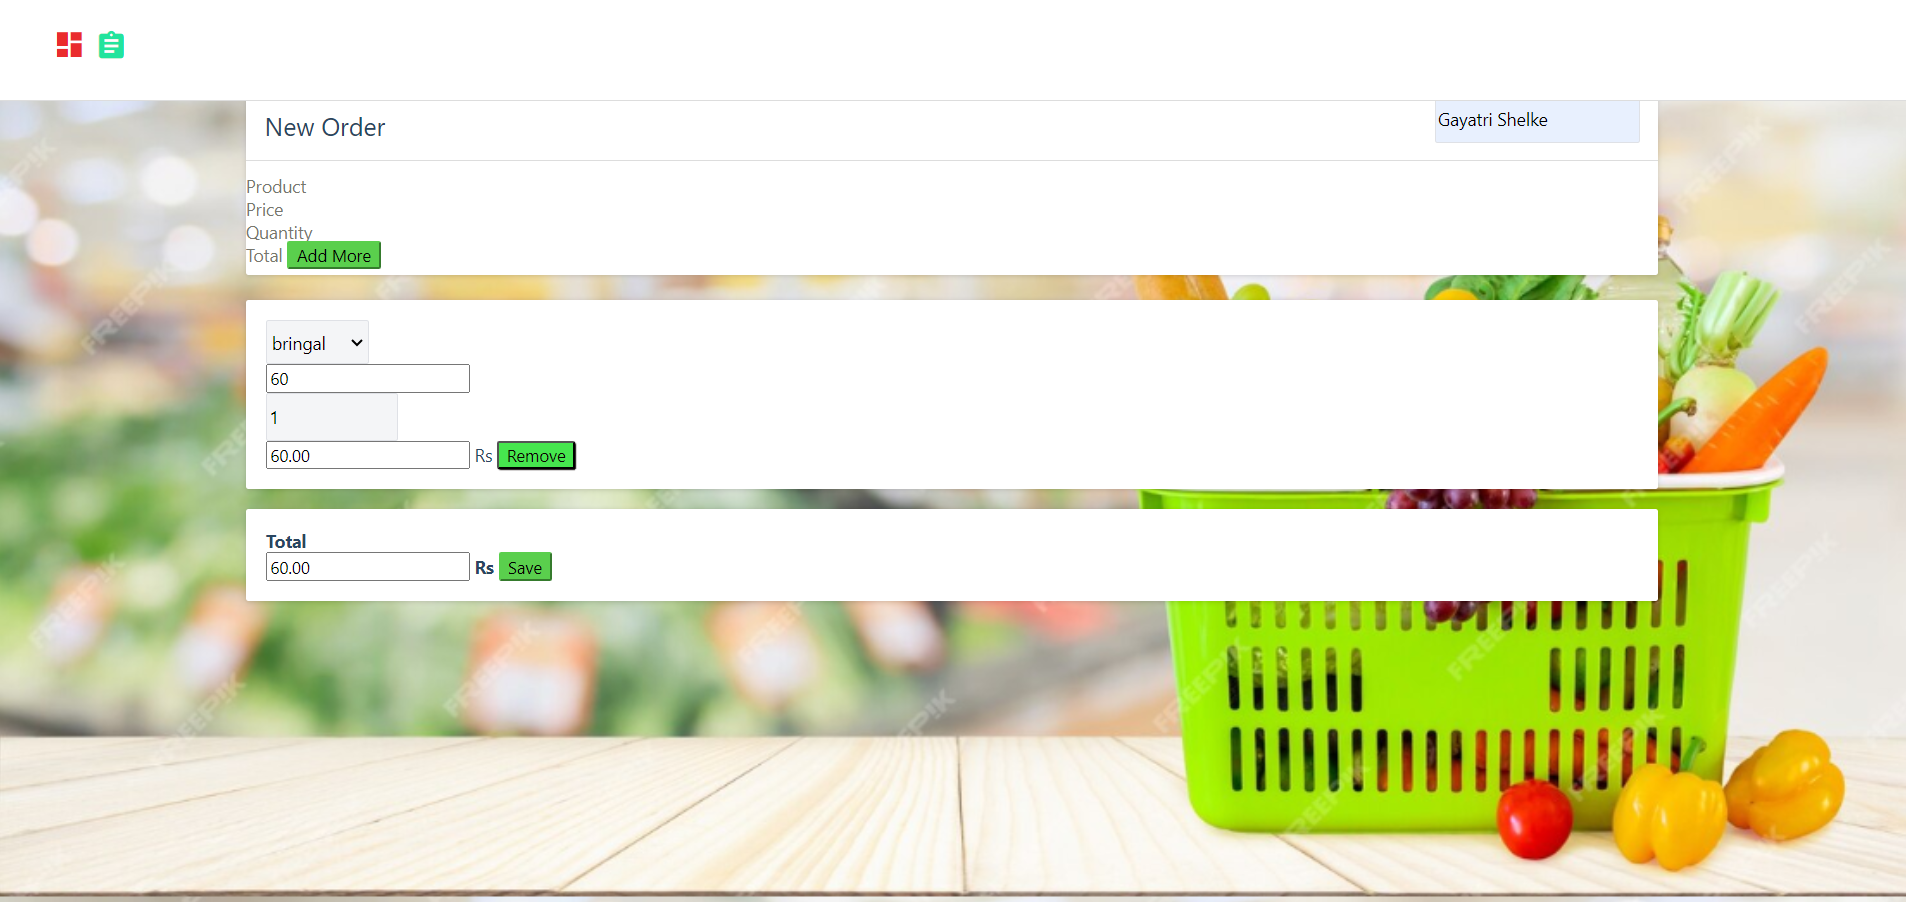 New Order
Gayatri Shelke
Product
Price
Quantity
Total Add More
bringal
60
1
60.00 Rs Remove
Total
60.00 Rs Save
FREEPIK